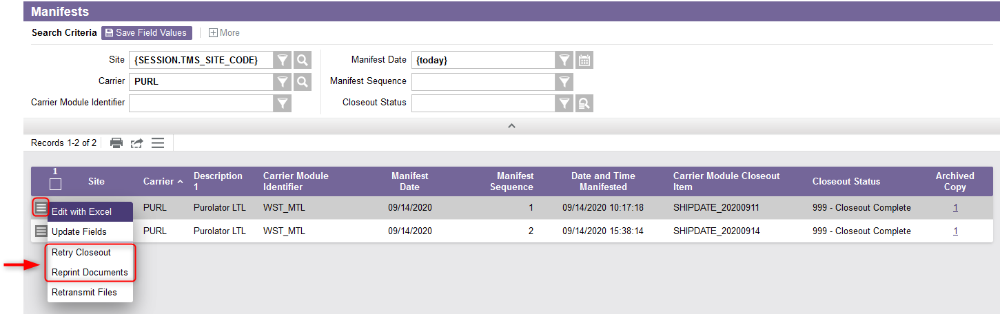 Manifests
Search Criteria Save Field Values More
Site {SESSION.TMS_SITE_CODE} Manifest Date {today}
Carrier PURL Manifest Sequence
Carrier Module Identifier Closeout Status
Records 1-2 of 2
1 Site Carrier Description 1 Carrier Module Identifier Manifest Date Manifest Sequence Date and Time Manifested Carrier Module Closeout Item Closeout Status Archived Copy
PURL Purolator LTL WST_MTL 09/14/2020 1 09/14/2020 10:17:18 SHIPDATE_20200911 999 - Closeout Complete 1
PURL Purolator LTL WST_MTL 09/14/2020 2 09/14/2020 15:38:14 SHIPDATE_20200914 999 - Closeout Complete 1
Edit with Excel
Update Fields
Retry Closeout
Reprint Documents
Retransmit Files